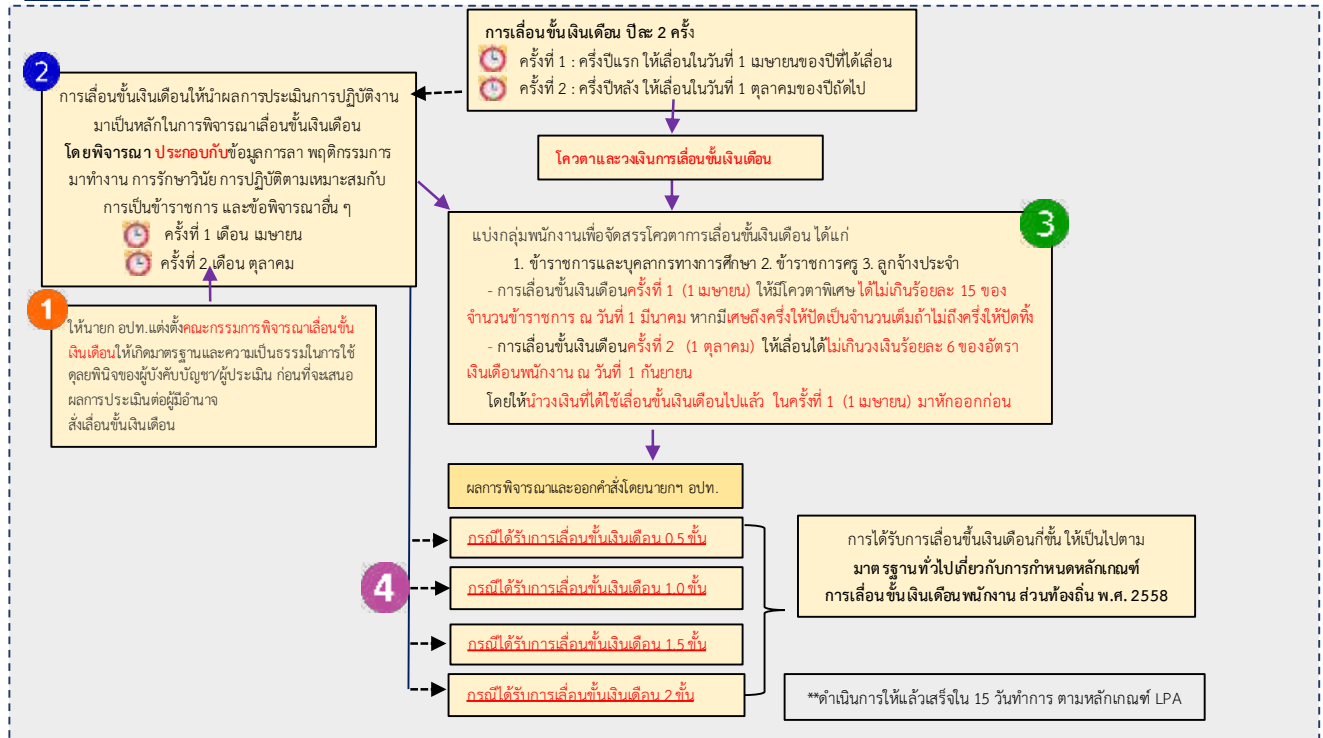 การเลื่อนขั้นเงินเดือน ปีละ 2 ครั้ง
ครั้งที่ 1 : ครึ่งปีแรก ให้เลื่อนในวันที่ 1 เมษายนของปีที่ได้เลื่อน
ครั้งที่ 2 : ครึ่งปีหลัง ให้เลื่อนในวันที่ 1 ตุลาคมของปีถัดไป
2
การเลื่อนขั้นเงินเดือนให้นำผลการประเมินการปฏิบัติงาน
มาเป็นหลักในการพิจารณาเลื่อนขั้นเงินเดือน
โดยพิจารณา ประกอบกับข้อมูลการลา พฤติกรรมการ
มาทำงาน การรักษาวินัย การปฏิบัติตามเหมาะสมกับ
การเป็นข้าราชการ และข้อพิจารณาอื่น ๆ
ครั้งที่ 1 เดือน เมษายน
ครั้งที่ 2 เดือน ตุลาคม
โควตาและวงเงินการเลื่อนขั้นเงินเดือน
1
ให้นายก อปท.แต่งตั้งคณะกรรมการพิจารณาเลื่อนขั้น
เงินเดือนให้เกิดมาตรฐานและความเป็นธรรมในการใช้
ดุลยพินิจของผู้บังคับบัญชา/ผู้ประเมิน ก่อนที่จะเสนอ
ผลการประเมินต่อผู้มีอำนาจ
สั่งเลื่อนขั้นเงินเดือน
3
แบ่งกลุ่มพนักงานเพื่อจัดสรรโควตาการเลื่อนขั้นเงินเดือน ได้แก่
1. ข้าราชการและบุคลากรทางการศึกษา 2. ข้าราชการครู 3. ลูกจ้างประจำ
- การเลื่อนขั้นเงินเดือนครั้งที่ 1 (1 เมษายน) ให้มีโควตาพิเศษ ได้ไม่เกินร้อยละ 15 ของ
จำนวนข้าราชการ ณ วันที่ 1 มีนาคม หากมีเศษถึงครึ่งให้ปัดเป็นจำนวนเต็มถ้าไม่ถึงครึ่งให้ปัดทิ้ง
- การเลื่อนขั้นเงินเดือนครั้งที่ 2 (1 ตุลาคม) ให้เลื่อนได้ไม่เกินวงเงินร้อยละ 6 ของอัตรา
เงินเดือนพนักงาน ณ วันที่ 1 กันยายน
โดยให้นำวงเงินที่ได้ใช้เลื่อนขั้นเงินเดือนไปแล้ว ในครั้งที่ 1 (1 เมษายน) มาหักออกก่อน
ผลการพิจารณาและออกคำสั่งโดยนายกฯ อปท.
4
กรณีได้รับการเลื่อนขั้นเงินเดือน 0.5 ขั้น
กรณีได้รับการเลื่อนขั้นเงินเดือน 1.0 ขั้น
กรณีได้รับการเลื่อนขั้นเงินเดือน 1.5 ขั้น
กรณีได้รับการเลื่อนขั้นเงินเดือน 2 ขั้น
การได้รับการเลื่อนขึ้นเงินเดือนกี่ขั้น ให้เป็นไปตาม
มาตรฐานทั่วไปเกี่ยวกับการกำหนดหลักเกณฑ์
การเลื่อนขั้นเงินเดือนพนักงาน ส่วนท้องถิ่น พ.ศ. 2558
**ดำเนินการให้แล้วเสร็จใน 15 วันทำการ ตามหลักเกณฑ์ LPA